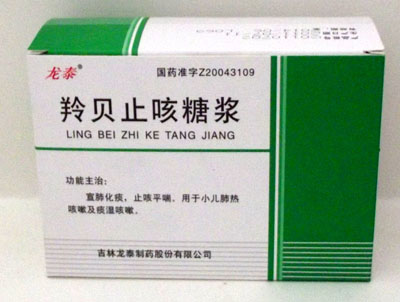 龙泰®
国药准字Z20043109
羚贝止咳糖浆
LING BEI ZHI KE TANG JIANG
功能主治:
宣肺化痰，止咳平喘．用于小儿肺热
咳嗽及痰湿咳嗽．
吉林龙泰制药股份有限公司